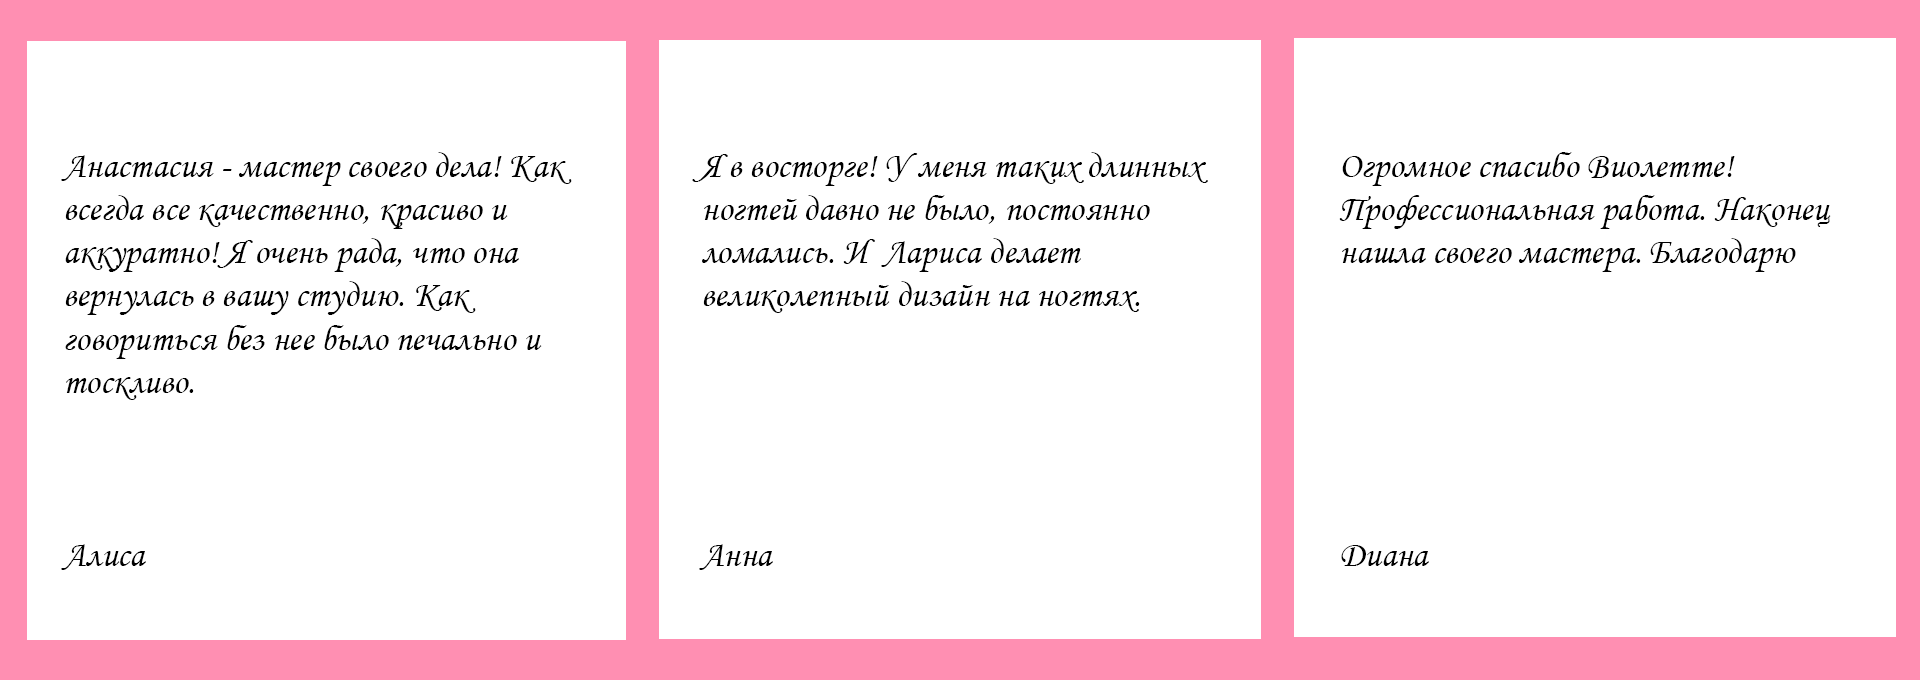 Анастасия - мастер своего дела! Как
всегда все качественно, красиво и
аккуратно! Я очень рада, что она
вернулась в вашу студию. Как
говориться без нее было печально и
тоскливо.
Алиса
Я в восторге! У меня таких длинных
ногтей давно не было, постоянно
ломались. И  Лариса делает
великолепный дизайн на ногтях.
Анна
Огромное спасибо Виолетте!
Профессиональная работа. Наконец
нашла своего мастера. Благодарю
Диана